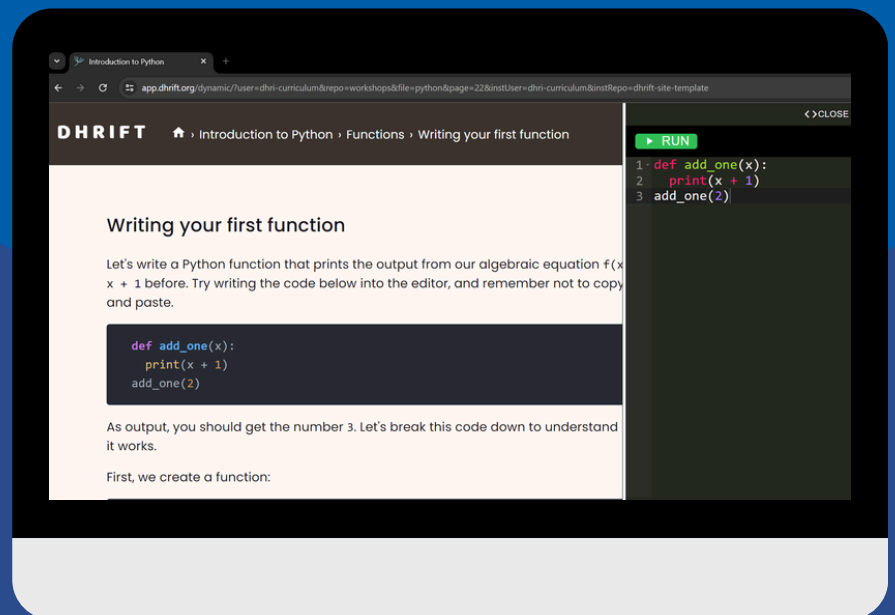 Introduction to Python
app.dhrift.org/dynamic/?user=dhri-curriculum&repo=workshops&file=python&page=22&instUser=dhri-curriculum&instRepo=dhrift-site-template
DHRIFT
› Introduction to Python › Functions › Writing your first function
Writing your first function
Let's write a Python function that prints the output from our algebraic equation f(x
x + 1 before. Try writing the code below into the editor, and remember not to copy
and paste.
def add_one(x):
  print(x + 1)
add_one(2)
As output, you should get the number 3. Let's break this code down to understand
it works.
First, we create a function:
<>CLOSE
RUN
1 def add_one(x):
2   print(x + 1)
3 add_one(2)